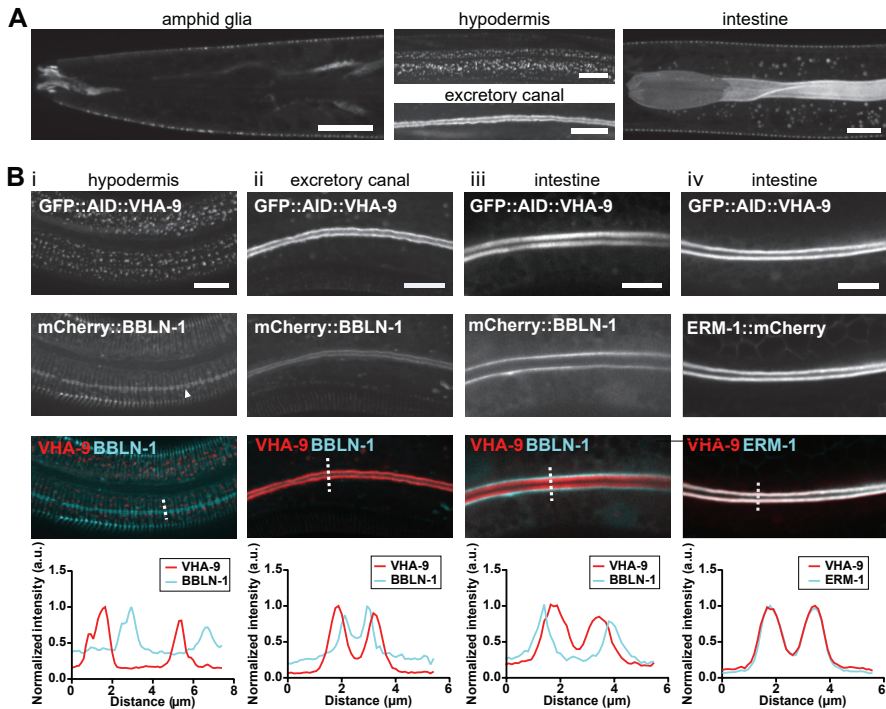 A
amphid glia
hypodermis
intestine
excretory canal
B
i hypodermis
ii excretory canal
iii intestine
iv intestine
GFP::AID::VHA-9
GFP::AID::VHA-9
GFP::AID::VHA-9
GFP::AID::VHA-9
mCherry::BBLN-1
mCherry::BBLN-1
mCherry::BBLN-1
ERM-1::mCherry
VHA-9 BBLN-1
VHA-9 BBLN-1
VHA-9 BBLN-1
VHA-9 ERM-1
Normalized intensity (a.u.)
1.5
1.0
0.5
0.0
0 2 4 6 8
Distance (µm)
VHA-9
BBLN-1
Normalized intensity (a.u.)
1.5
1.0
0.5
0.0
0 2 4 6
Distance (µm)
VHA-9
BBLN-1
Normalized intensity (a.u.)
1.5
1.0
0.5
0.0
0 2 4 6
Distance (µm)
VHA-9
BBLN-1
Normalized intensity (a.u.)
1.5
1.0
0.5
0.0
0 2 4 6
Distance (µm)
VHA-9
ERM-1